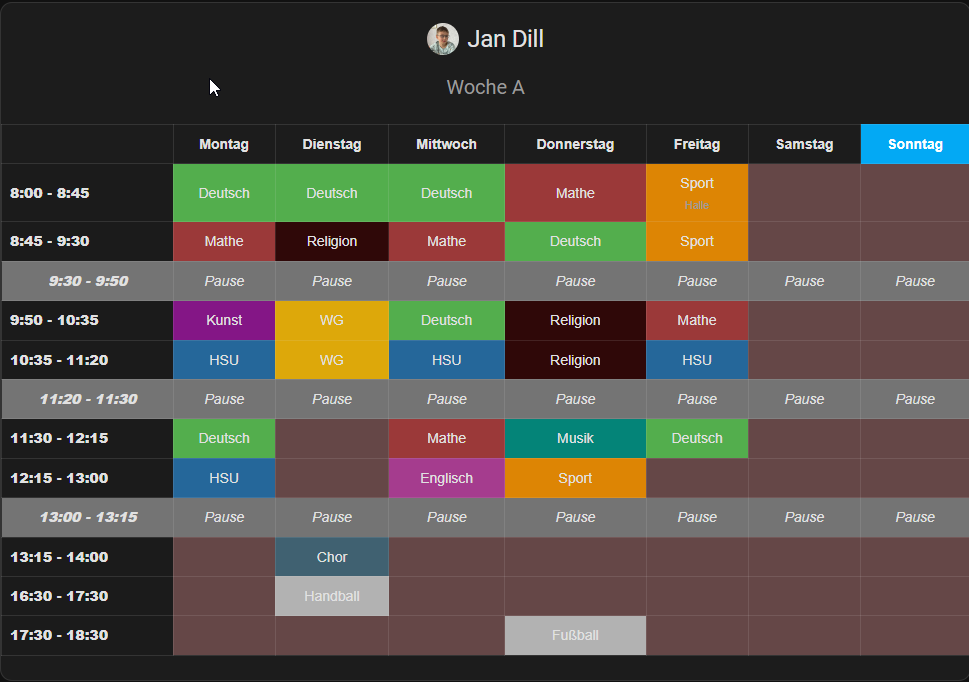 Jan Dill
Woche A
Montag Dienstag Mittwoch Donnerstag Freitag Samstag Sonntag
8:00 - 8:45 Deutsch Deutsch Deutsch Mathe Sport
Halle
8:45 - 9:30 Mathe Religion Mathe Deutsch Sport
9:30 - 9:50 Pause Pause Pause Pause Pause Pause Pause
9:50 - 10:35 Kunst WG Deutsch Religion Mathe
10:35 - 11:20 HSU WG HSU Religion HSU
11:20 - 11:30 Pause Pause Pause Pause Pause Pause Pause
11:30 - 12:15 Deutsch Mathe Musik Deutsch
12:15 - 13:00 HSU Englisch Sport
13:00 - 13:15 Pause Pause Pause Pause Pause Pause Pause
13:15 - 14:00 Chor
16:30 - 17:30 Handball
17:30 - 18:30 Fußball